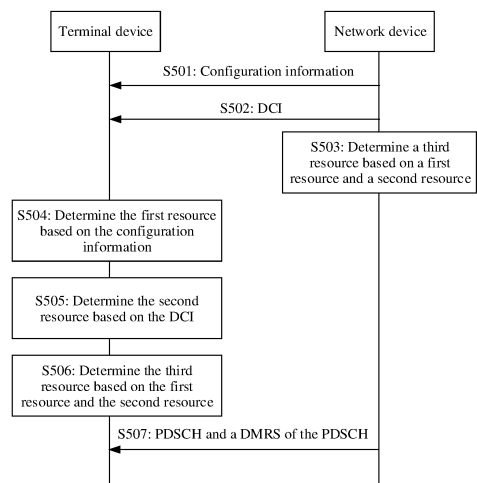 Terminal device
Network device
S501: Configuration information
S502: DCI
S503: Determine a third
resource based on a first
resource and a second resource
S504: Determine the first resource
based on the configuration
information
S505: Determine the second
resource based on the DCI
S506: Determine the third
resource based on the first
resource and the second resource
S507: PDSCH and a DMRS of the PDSCH